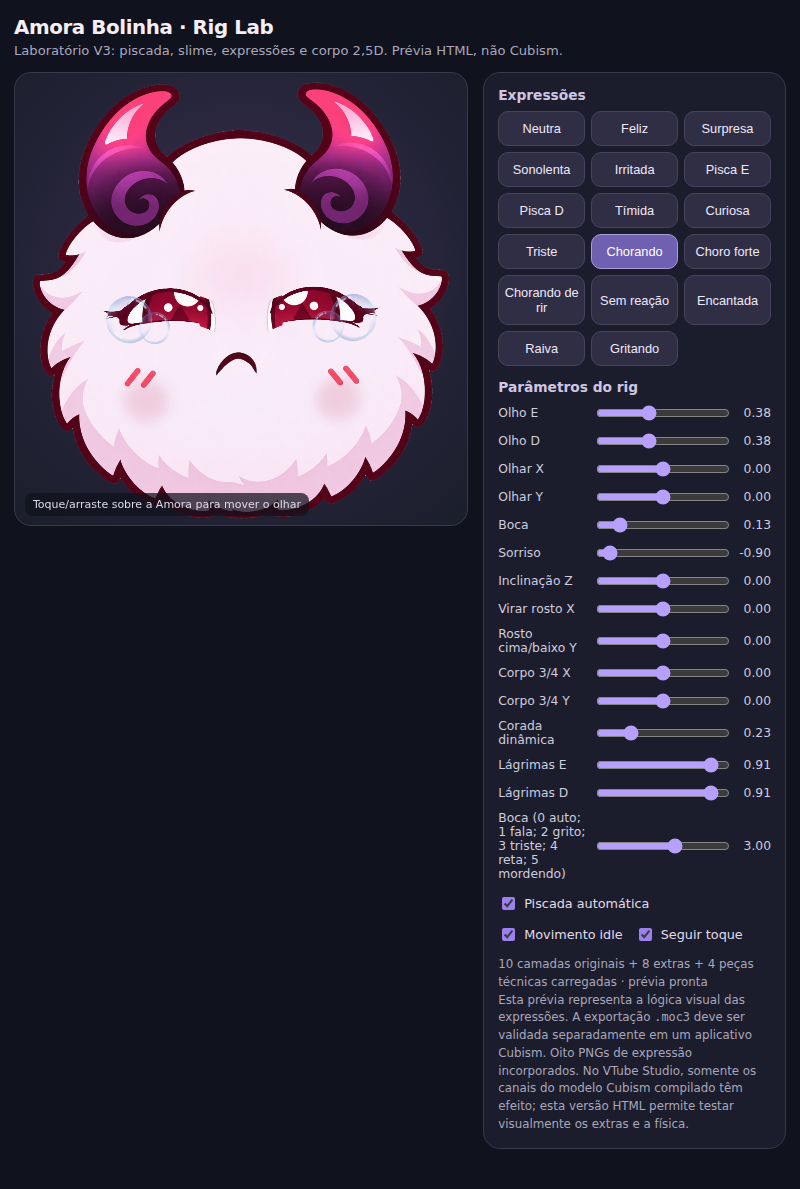 Amora Bolinha · Rig Lab
Laboratório V3: piscada, slime, expressões e corpo 2,5D. Prévia HTML, não Cubism.
Toque/arraste sobre a Amora para mover o olhar
Expressões
Neutra
Feliz
Surpresa
Sonolenta
Irritada
Pisca E
Pisca D
Tímida
Curiosa
Triste
Chorando
Choro forte
Chorando de
rir
Sem reação
Encantada
Raiva
Gritando
Parâmetros do rig
Olho E 0.38
Olho D 0.38
Olhar X 0.00
Olhar Y 0.00
Boca 0.13
Sorriso -0.90
Inclinação Z 0.00
Virar rosto X 0.00
Rosto
cima/baixo Y 0.00
Corpo 3/4 X 0.00
Corpo 3/4 Y 0.00
Corada
dinâmica 0.23
Lágrimas E 0.91
Lágrimas D 0.91
Boca (0 auto;
1 fala; 2 grito;
3 triste; 4 3.00
reta; 5
mordendo)
Piscada automática
Movimento idle Seguir toque
10 camadas originais + 8 extras + 4 peças
técnicas carregadas · prévia pronta
Esta prévia representa a lógica visual das
expressões. A exportação .moc3 deve ser
validada separadamente em um aplicativo
Cubism. Oito PNGs de expressão
incorporados. No VTube Studio, somente os
canais do modelo Cubism compilado têm
efeito; esta versão HTML permite testar
visualmente os extras e a física.